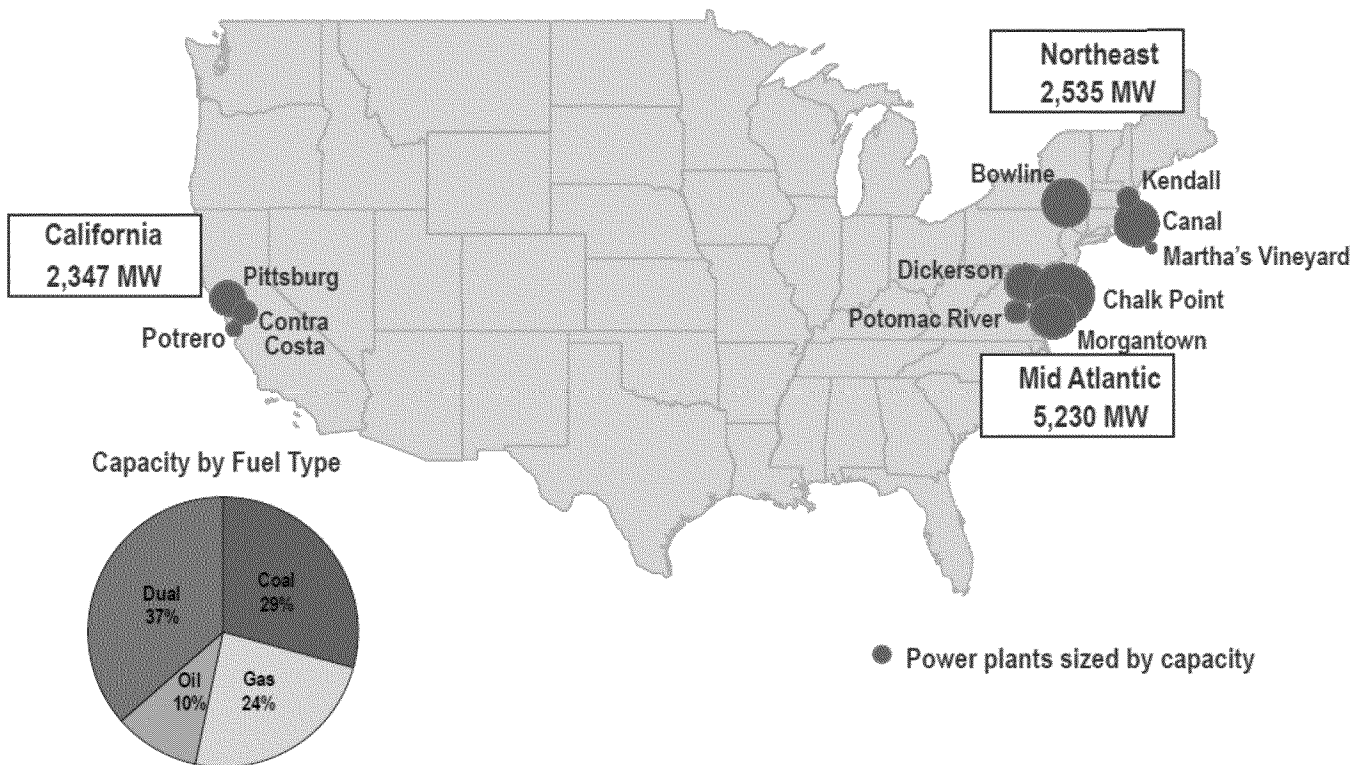 Northeast
2,535 MW
Bowline
Kendall
Canal
Martha's Vineyard
California
2,347 MW
Pittsburg
Contra
Costa
Potrero
Dickerson
Chalk Point
Potomac River
Morgantown
Mid Atlantic
5,230 MW
Capacity by Fuel Type
Dual
37%
Coal
29%
Oil
10%
Gas
24%
Power plants sized by capacity